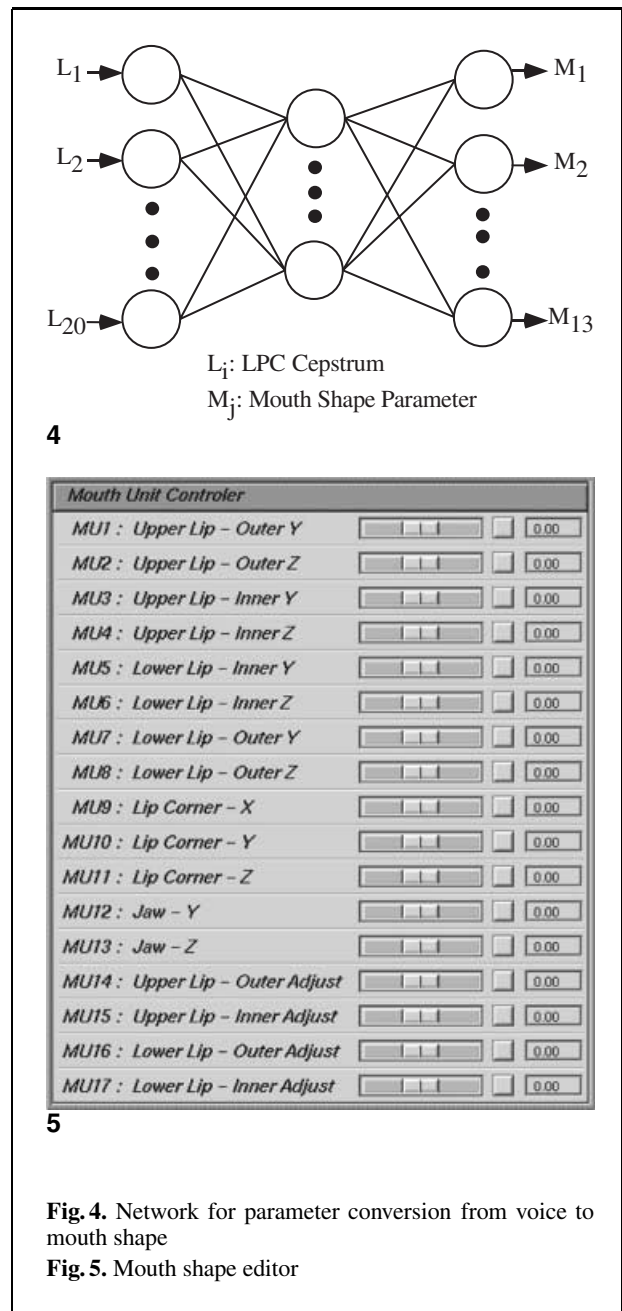 L1 M1
L2 M2
L20 M13
Li: LPC Cepstrum
Mj: Mouth Shape Parameter
4
Mouth Unit Controler
MU1 : Upper Lip – Outer Y 0.00
MU2 : Upper Lip – Outer Z 0.00
MU3 : Upper Lip – Inner Y 0.00
MU4 : Upper Lip – Inner Z 0.00
MU5 : Lower Lip – Inner Y 0.00
MU6 : Lower Lip – Inner Z 0.00
MU7 : Lower Lip – Outer Y 0.00
MU8 : Lower Lip – Outer Z 0.00
MU9 : Lip Corner – X 0.00
MU10 : Lip Corner – Y 0.00
MU11 : Lip Corner – Z 0.00
MU12 : Jaw – Y 0.00
MU13 : Jaw – Z 0.00
MU14 : Upper Lip – Outer Adjust 0.00
MU15 : Upper Lip – Inner Adjust 0.00
MU16 : Lower Lip – Outer Adjust 0.00
MU17 : Lower Lip – Inner Adjust 0.00
5
Fig. 4. Network for parameter conversion from voice to
mouth shape
Fig. 5. Mouth shape editor